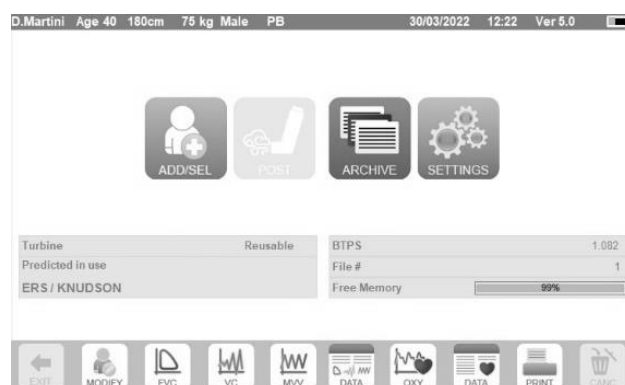 D.Martini Age 40 180cm 75 kg Male PB 30/03/2022 12:22 Ver 5.0
ADD/SEL POST ARCHIVE SETTINGS
Turbine Reusable
Predicted in use
ERS / KNUDSON
BTPS 1.082
File # 1
Free Memory 99%
EXIT MODIFY FVC VC MVV DATA OXY DATA PRINT CANC